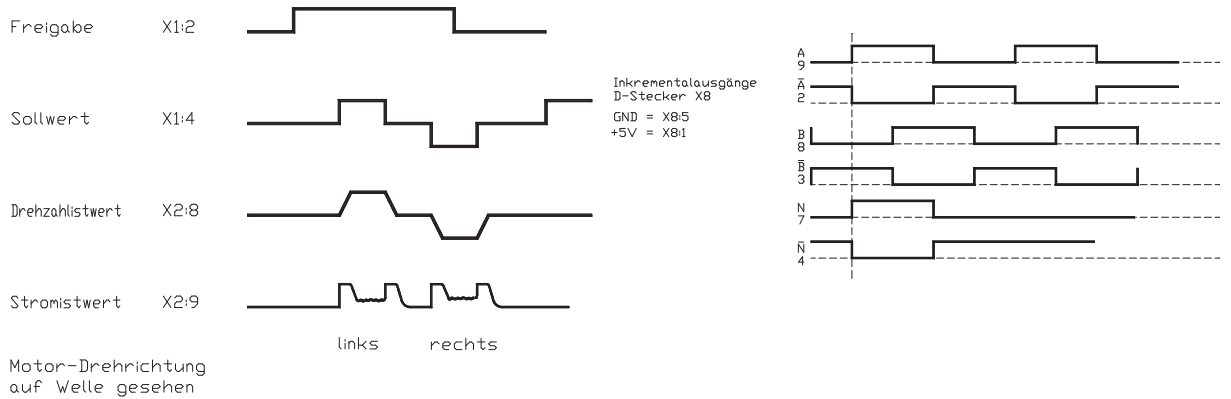 Freigabe X1:2
Sollwert X1:4
Drehzahlistwert X2:8
Stromistwert X2:9
links rechts
Motor-Drehrichtung
auf Welle gesehen
Inkrementalausgänge
D-Stecker X8
GND = X8:5
+5V = X8:1
A
9
A̅
2
B
8
B̅
3
N
7
N̅
4